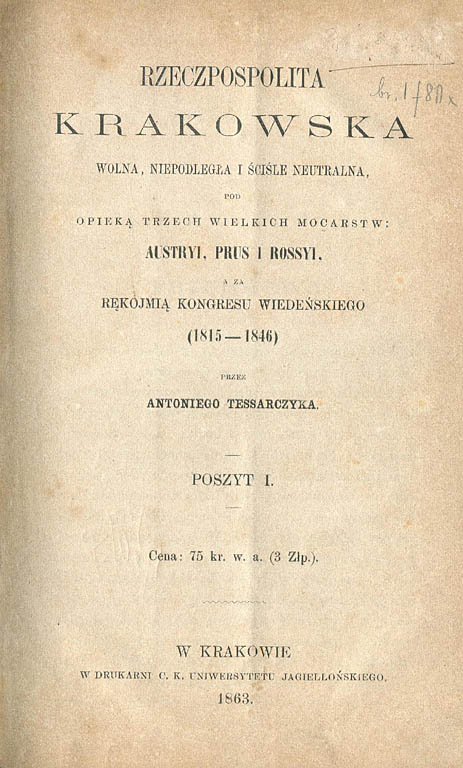 RZECZPOSPOLITA
KRAKOWSKA
WOLNA, NIEPODLEGŁA I ŚCIŚLE NEUTRALNA,
POD
OPIEKĄ TRZECH WIELKICH MOCARSTW:
AUSTRYI, PRUS I ROSSYI,
A ZA
RĘKOJMIĄ KONGRESU WIEDEŃSKIEGO
(1815—1846)
PRZEZ
ANTONIEGO TESSARCZYKA.
POSZYT I.
Cena: 75 kr. w. a. (3 Złp.).
W KRAKOWIE
W DRUKARNI C. K. UNIWERSYTETU JAGIELLOŃSKIEGO.
1863.